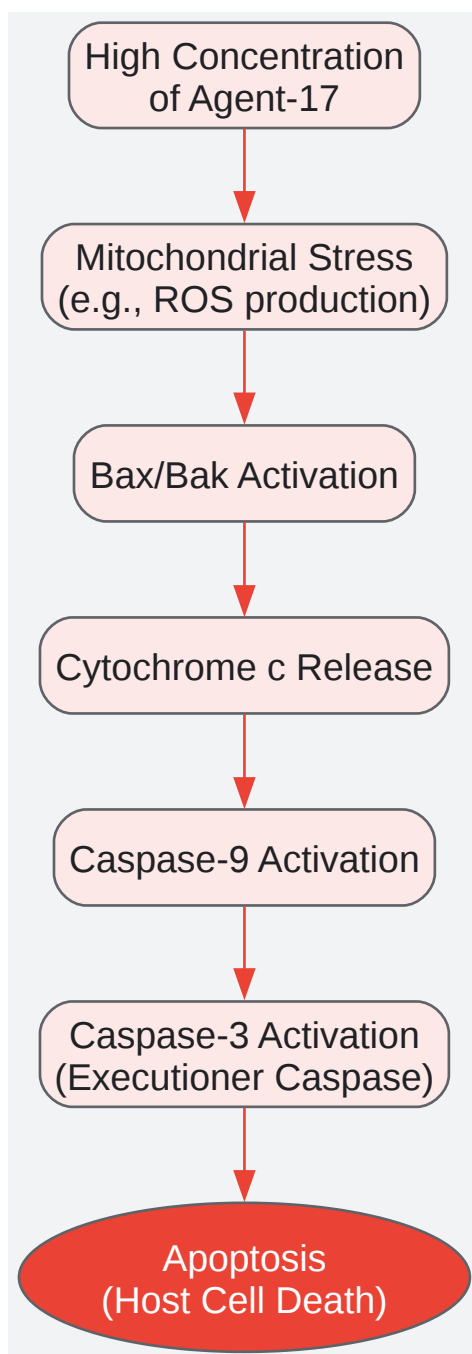 High Concentration
of Agent-17
Mitochondrial Stress
(e.g., ROS production)
Bax/Bak Activation
Cytochrome c Release
Caspase-9 Activation
Caspase-3 Activation
(Executioner Caspase)
Apoptosis
(Host Cell Death)